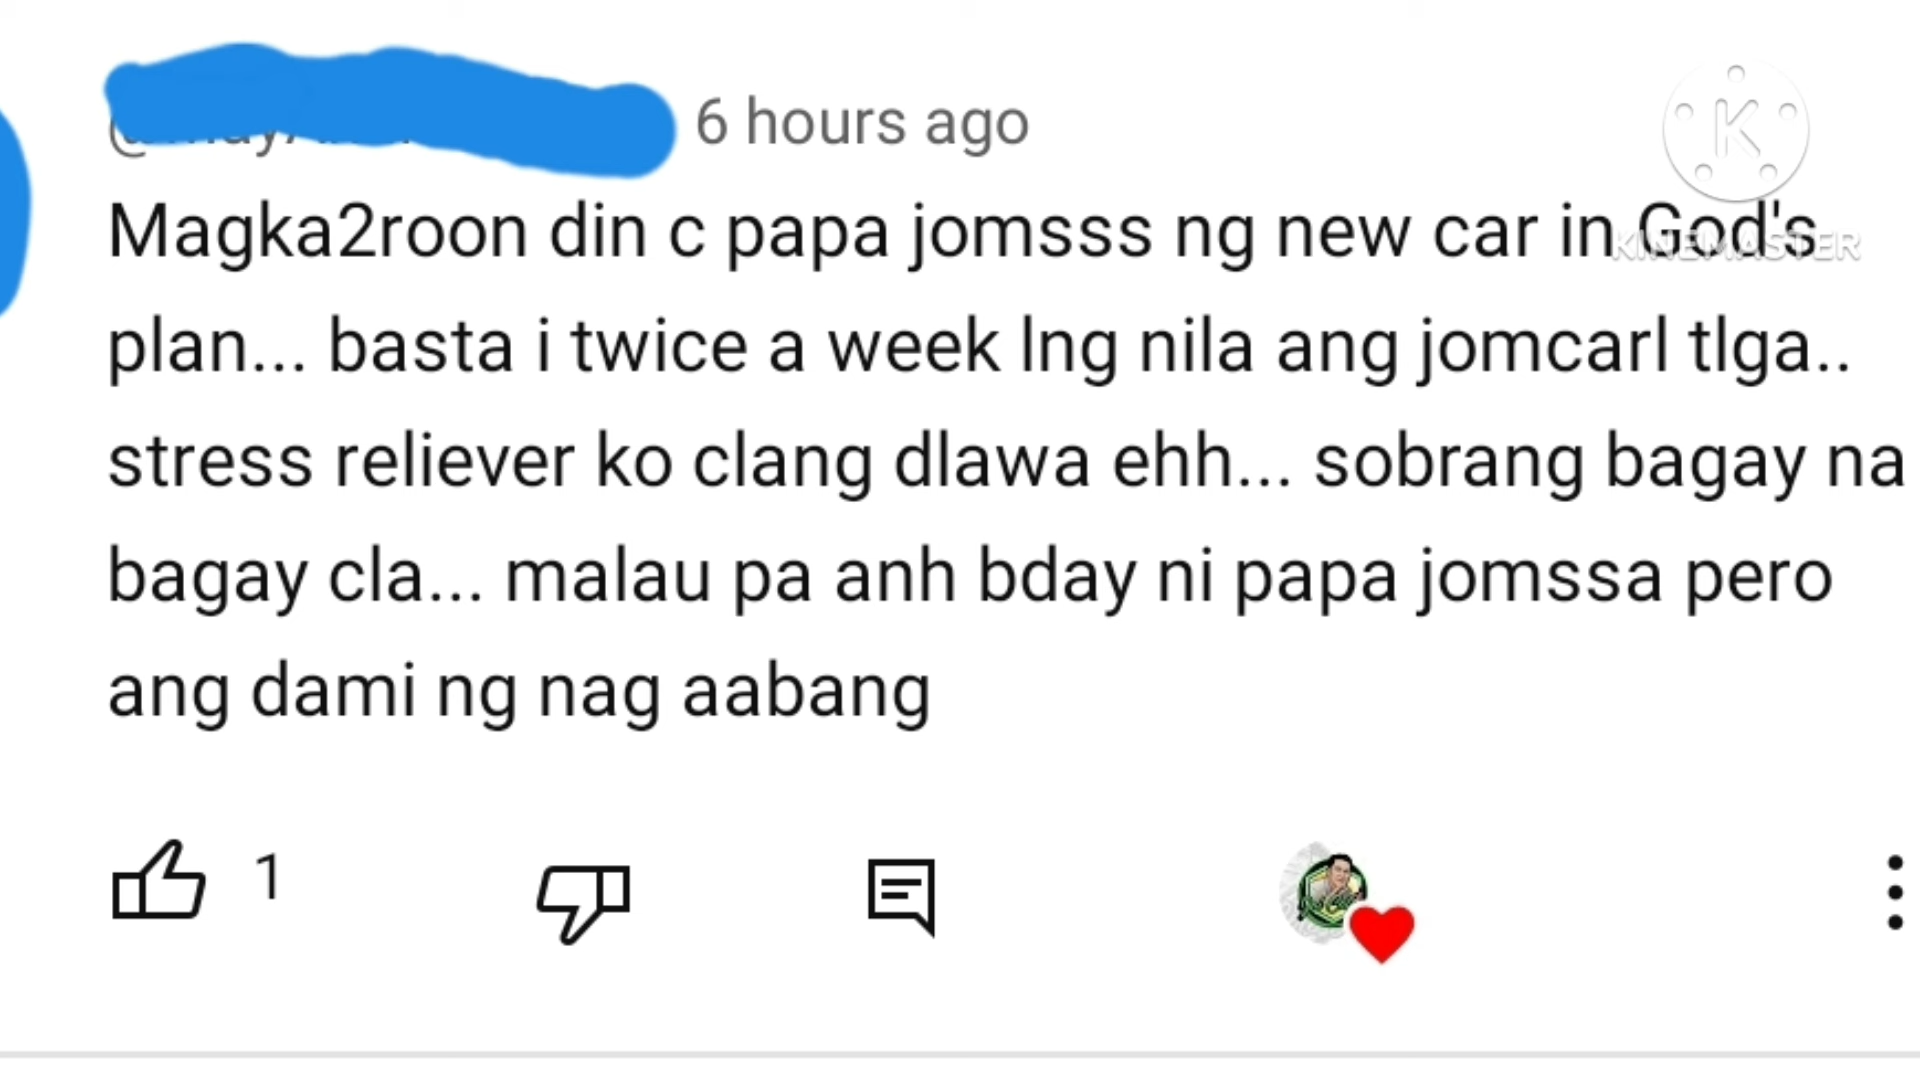 6 hours ago
Magka2roon din c papa jomsss ng new car in God's
plan... basta i twice a week lng nila ang jomcarl tlga..
stress reliever ko clang dlawa ehh... sobrang bagay na
bagay cla... malau pa anh bday ni papa jomssa pero
ang dami ng nag aabang
1
K
KINEMASTER